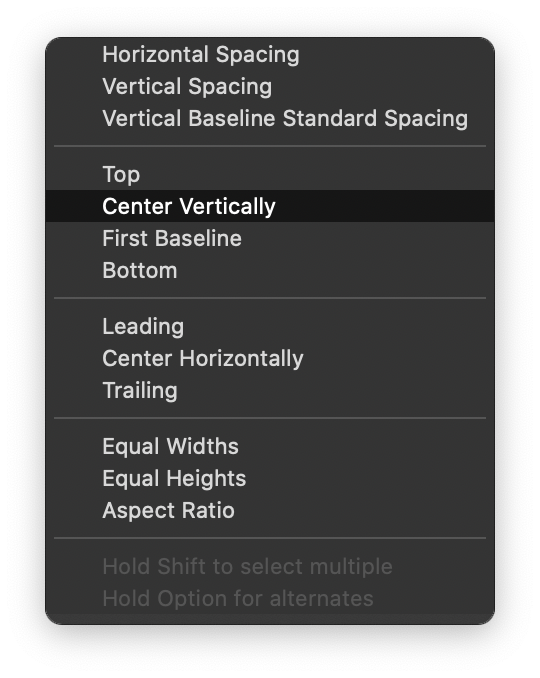 Horizontal Spacing
Vertical Spacing
Vertical Baseline Standard Spacing
Top
Center Vertically
First Baseline
Bottom
Leading
Center Horizontally
Trailing
Equal Widths
Equal Heights
Aspect Ratio
Hold Shift to select multiple
Hold Option for alternates